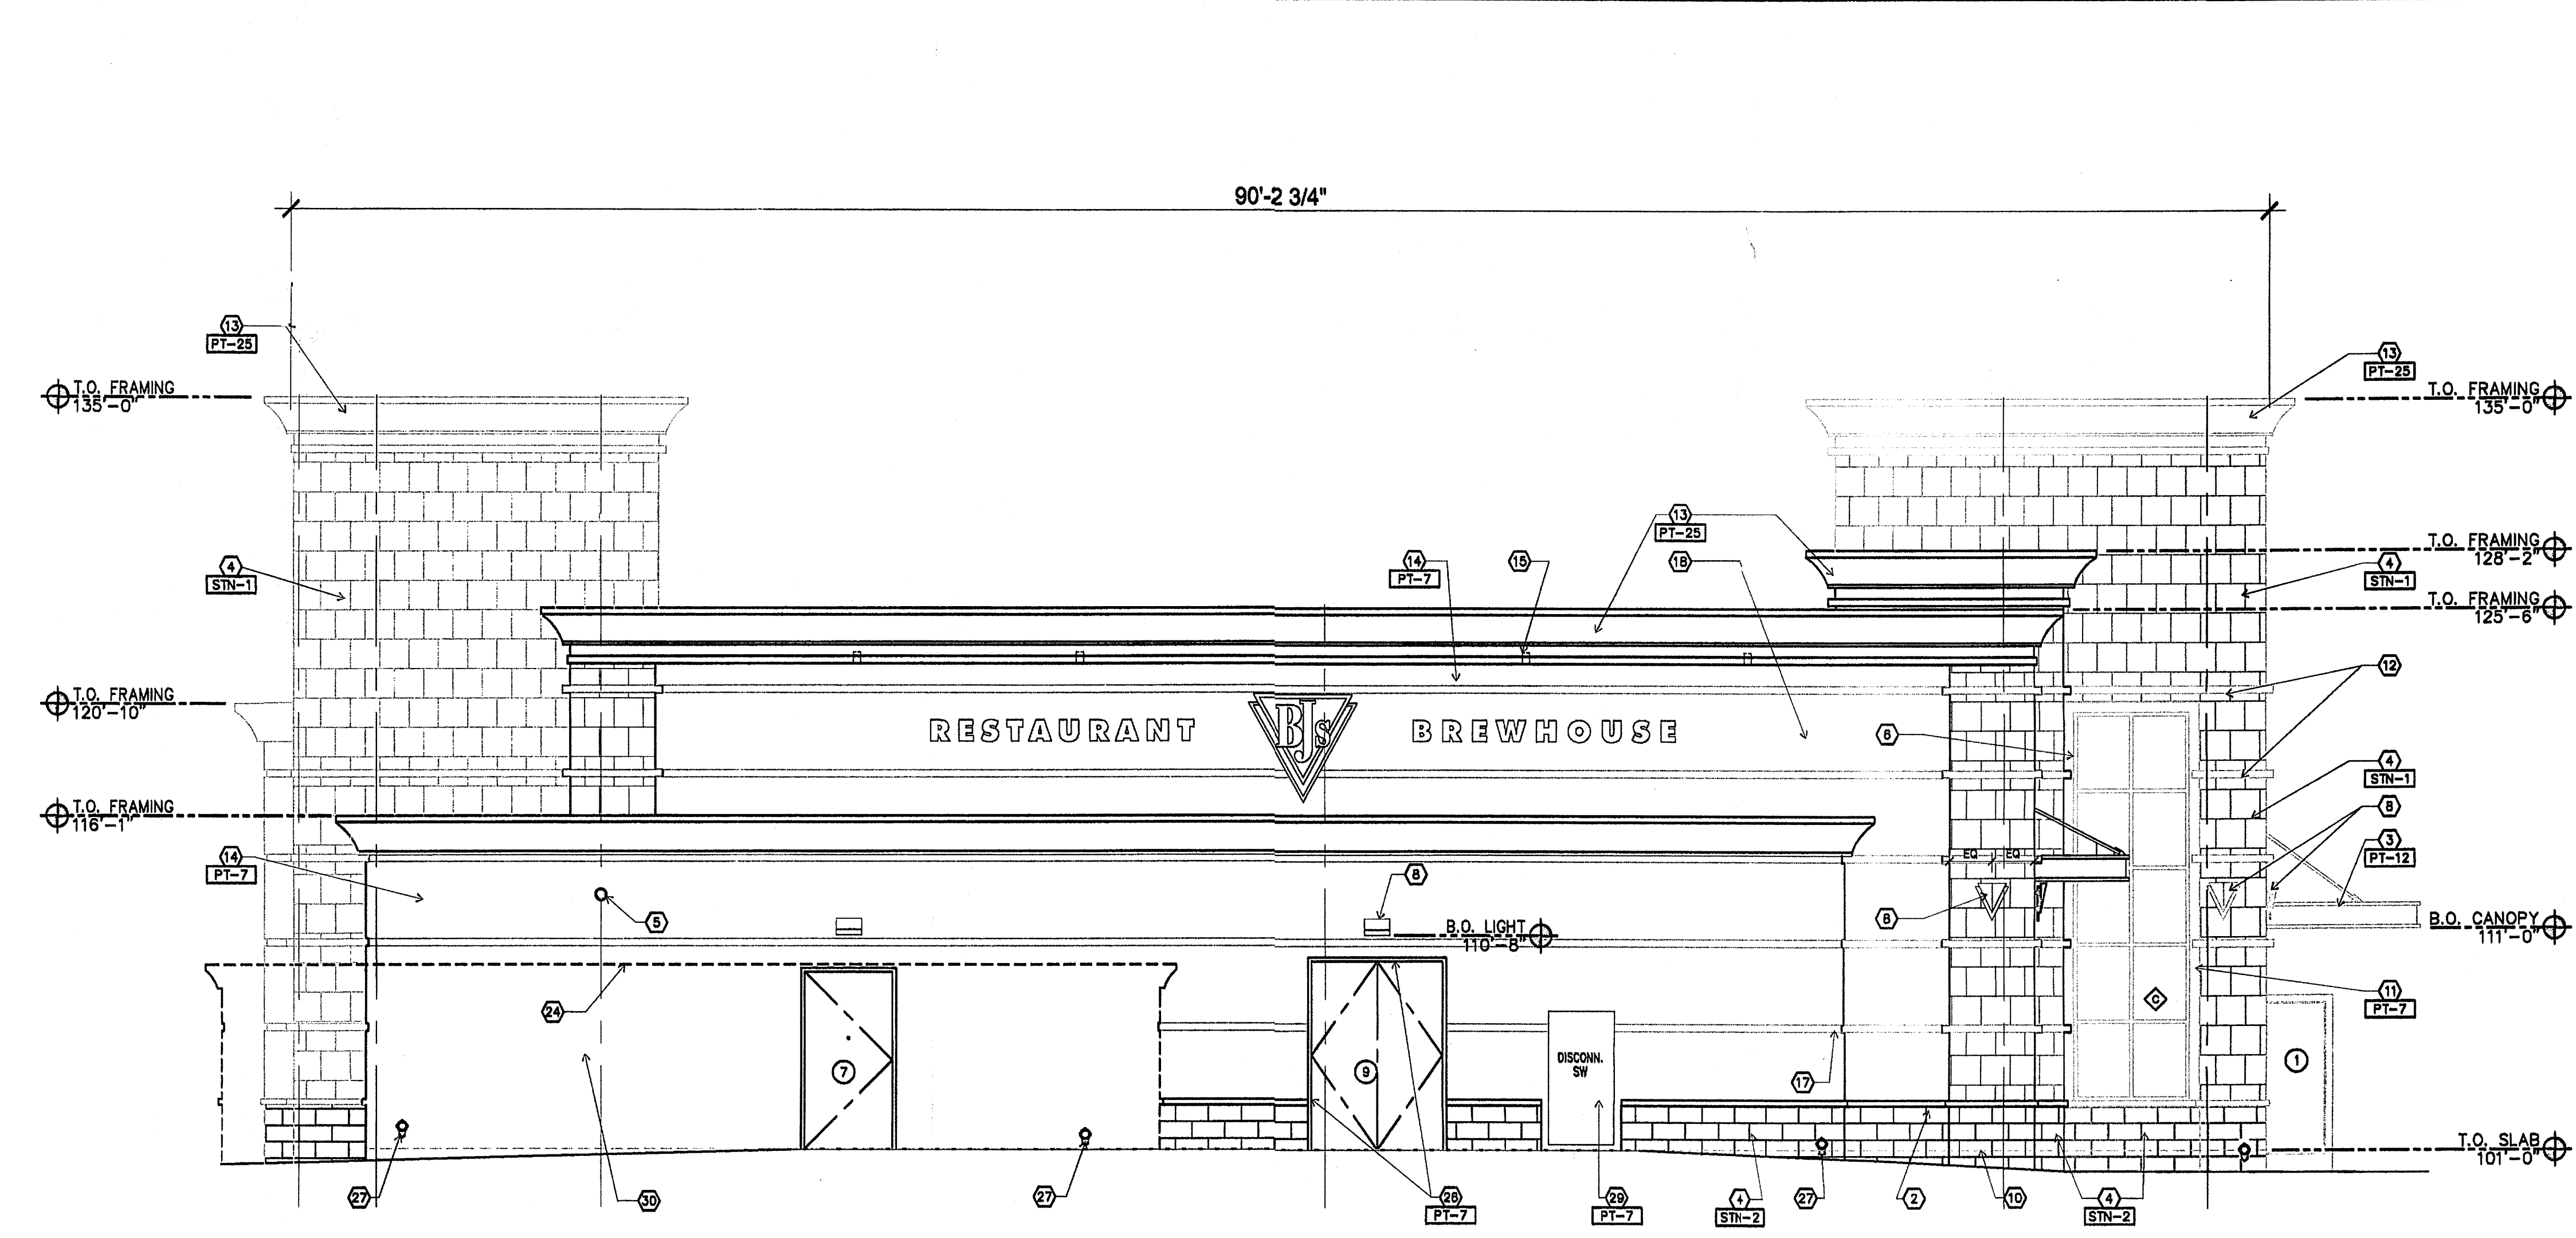 90'-2 3/4"
13
PT-25
13
PT-25
T.O. FRAMING
135'-0"
T.O. FRAMING
135'-0"
13
PT-25
T.O. FRAMING
128'-2"
4
STN-1
14
PT-7
15
18
4
STN-1
T.O. FRAMING
125'-6"
12
T.O. FRAMING
120'-10"
RESTAURANT
BJs
BREWHOUSE
6
4
STN-1
T.O. FRAMING
116'-1"
8
3
PT-12
14
PT-7
EQ
EQ
8
5
8
B.O. LIGHT
110'-8"
B.O. CANOPY
111'-0"
24
C
11
PT-7
DISCONN.
SW
7
9
1
17
T.O. SLAB
101'-0"
27
30
27
26
PT-7
29
PT-7
4
STN-2
27
2
10
4
STN-2